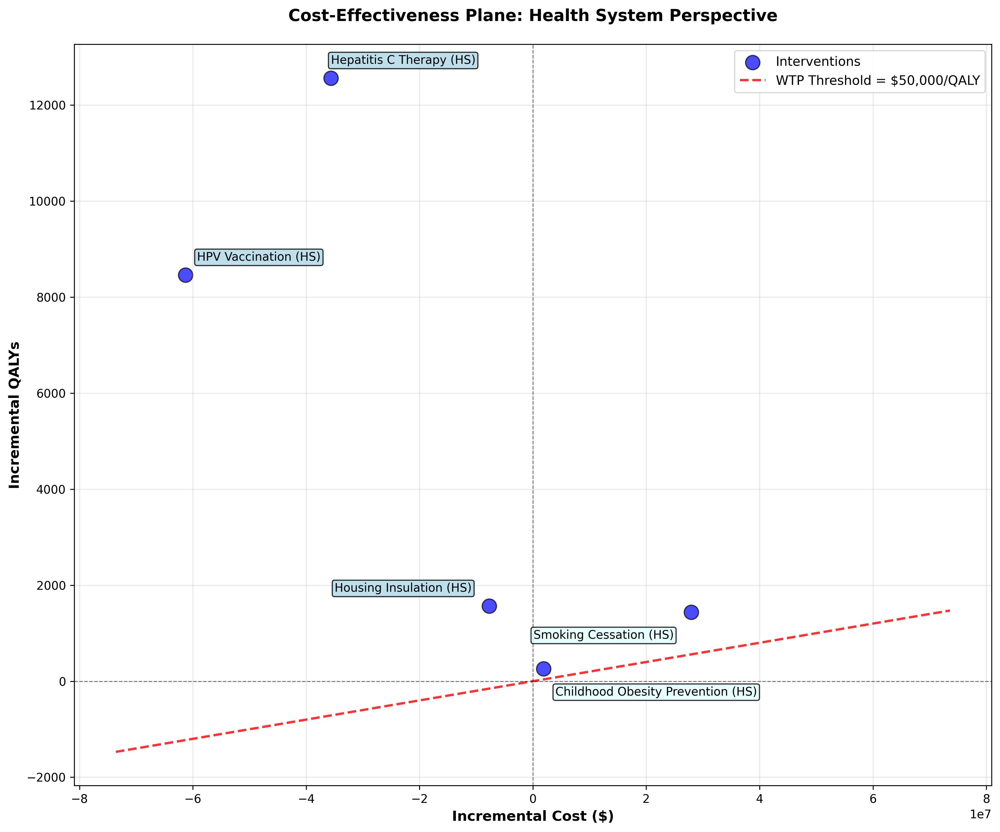 Cost-Effectiveness Plane: Health System Perspective
Interventions
WTP Threshold = $50,000/QALY
Hepatitis C Therapy (HS)
HPV Vaccination (HS)
Housing Insulation (HS)
Smoking Cessation (HS)
Childhood Obesity Prevention (HS)
Incremental QALYs
12000
10000
8000
6000
4000
2000
0
−2000
−8
−6
−4
−2
0
2
4
6
8
1e7
Incremental Cost ($)